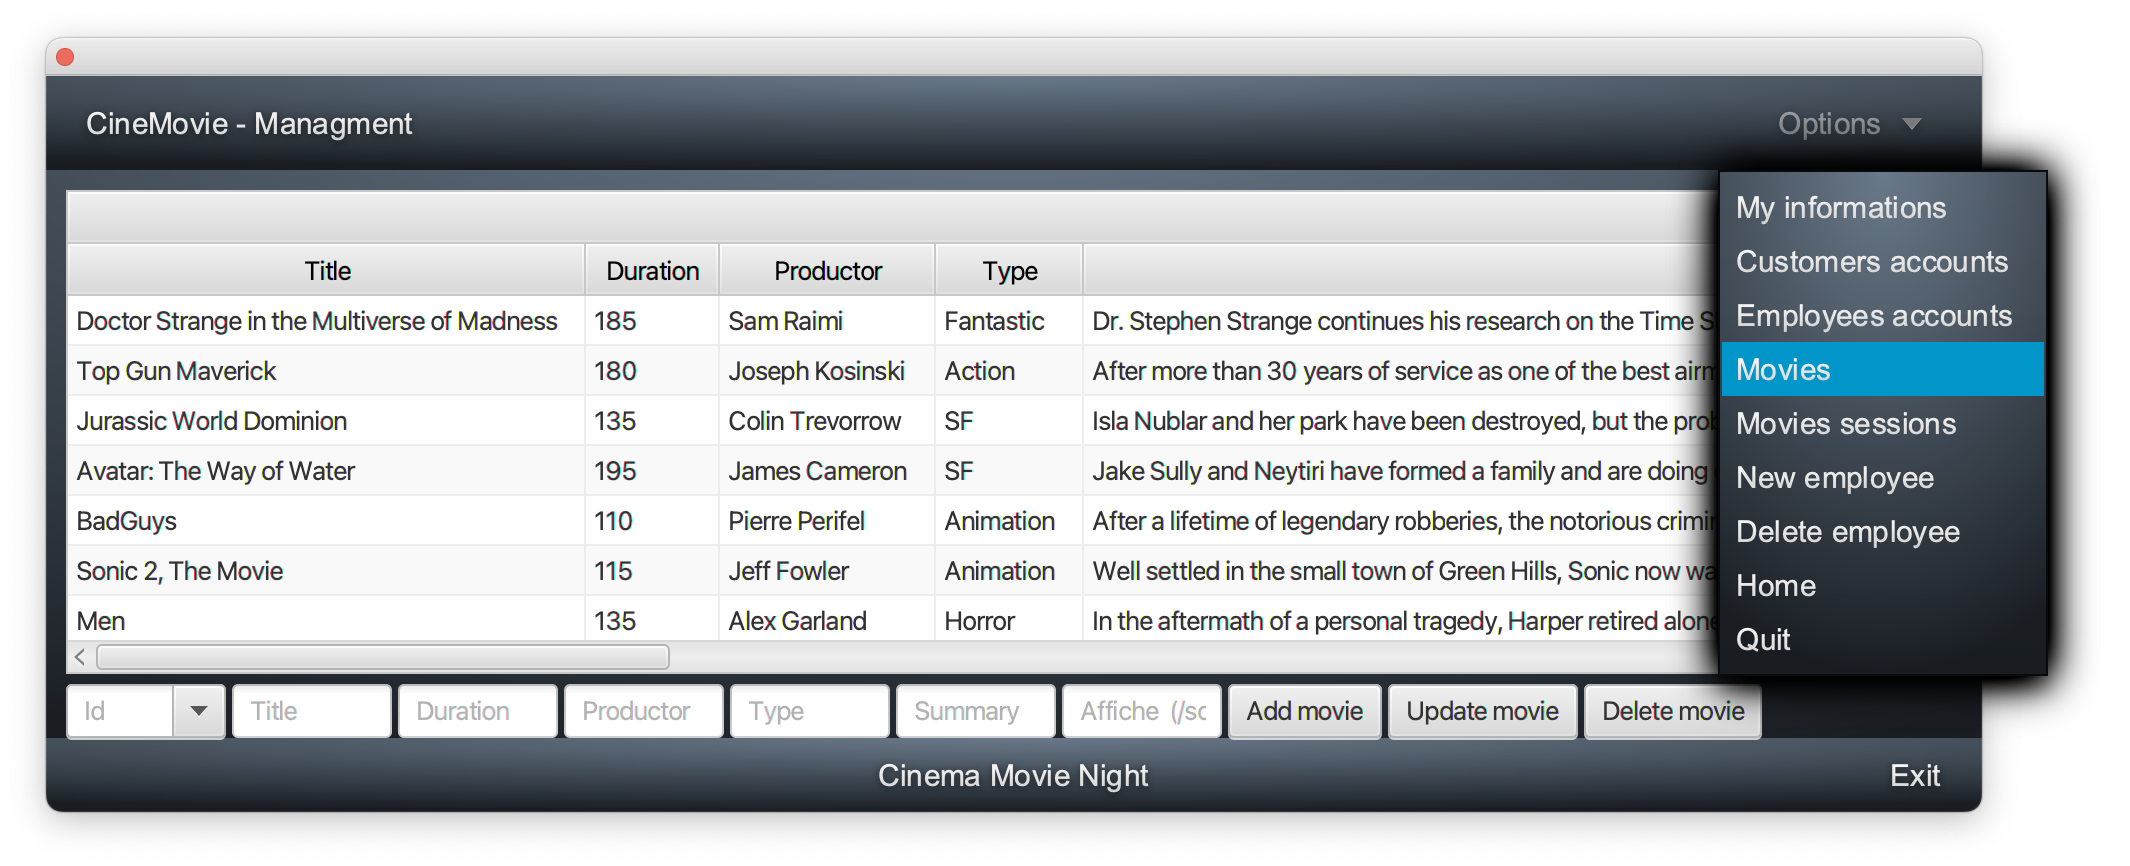 CineMovie - Managment
Options
My informations
Customers accounts
Employees accounts
Movies
Movies sessions
New employee
Delete employee
Home
Quit
Title Duration Productor Type
Doctor Strange in the Multiverse of Madness 185 Sam Raimi Fantastic Dr. Stephen Strange continues his research on the Time S
Top Gun Maverick 180 Joseph Kosinski Action After more than 30 years of service as one of the best airm
Jurassic World Dominion 135 Colin Trevorrow SF Isla Nublar and her park have been destroyed, but the prob
Avatar: The Way of Water 195 James Cameron SF Jake Sully and Neytiri have formed a family and are doing
BadGuys 110 Pierre Perifel Animation After a lifetime of legendary robberies, the notorious crimin
Sonic 2, The Movie 115 Jeff Fowler Animation Well settled in the small town of Green Hills, Sonic now wa
Men 135 Alex Garland Horror In the aftermath of a personal tragedy, Harper retired alone
Id Title Duration Productor Type Summary Affiche (/sc Add movie Update movie Delete movie
Cinema Movie Night
Exit